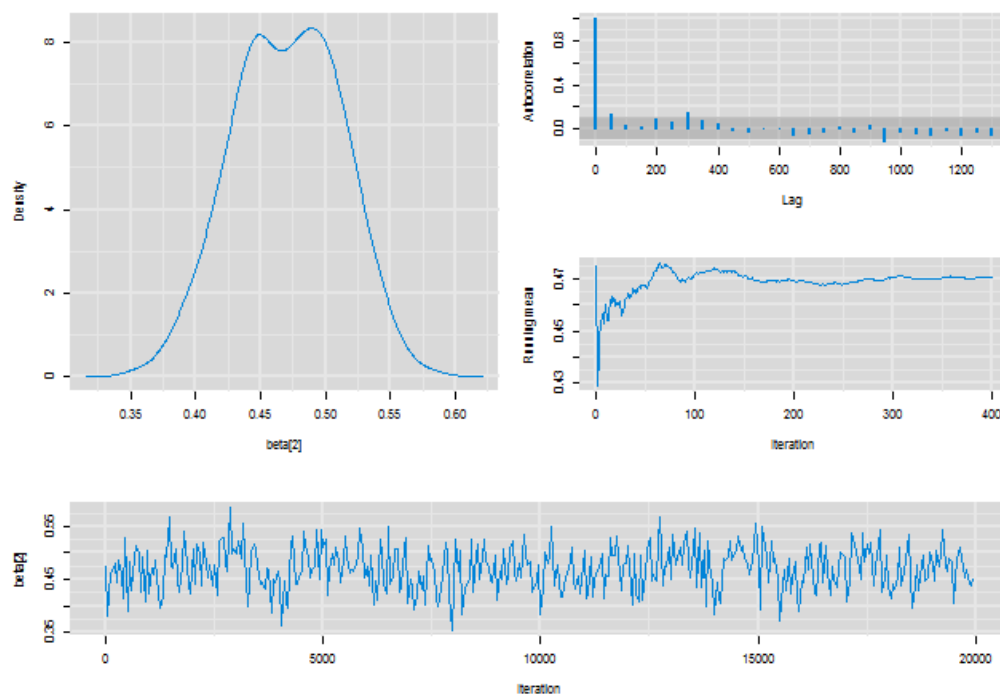 Density
8
6
4
2
0
0.35 0.40 0.45 0.50 0.55 0.60
beta[2]
Autocorrelation
0.8
0.4
0.0
0 200 400 600 800 1000 1200
Lag
Running mean
0.47
0.45
0.43
0 100 200 300 400
Iteration
beta[2]
0.55
0.45
0.35
0 5000 10000 15000 20000
Iteration